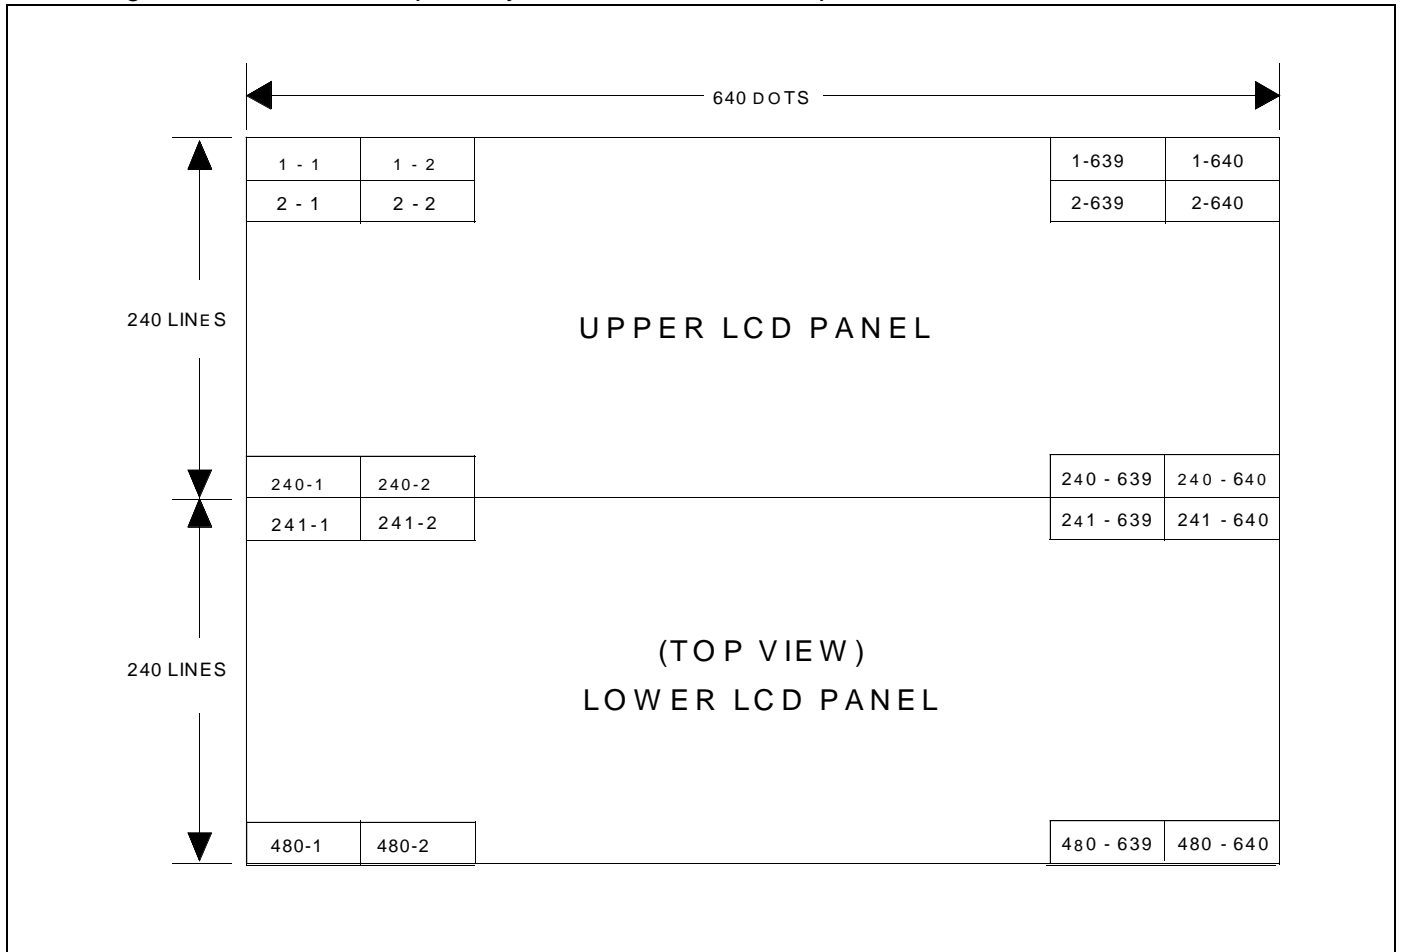 640 DOTS
1 - 1 1 - 2 1-639 1-640
2 - 1 2 - 2 2-639 2-640
240 LINES
UPPER LCD PANEL
240-1 240-2 240 - 639 240 - 640
241-1 241-2 241 - 639 241 - 640
(TOP VIEW)
240 LINES
LOWER LCD PANEL
480-1 480-2 480 - 639 480 - 640